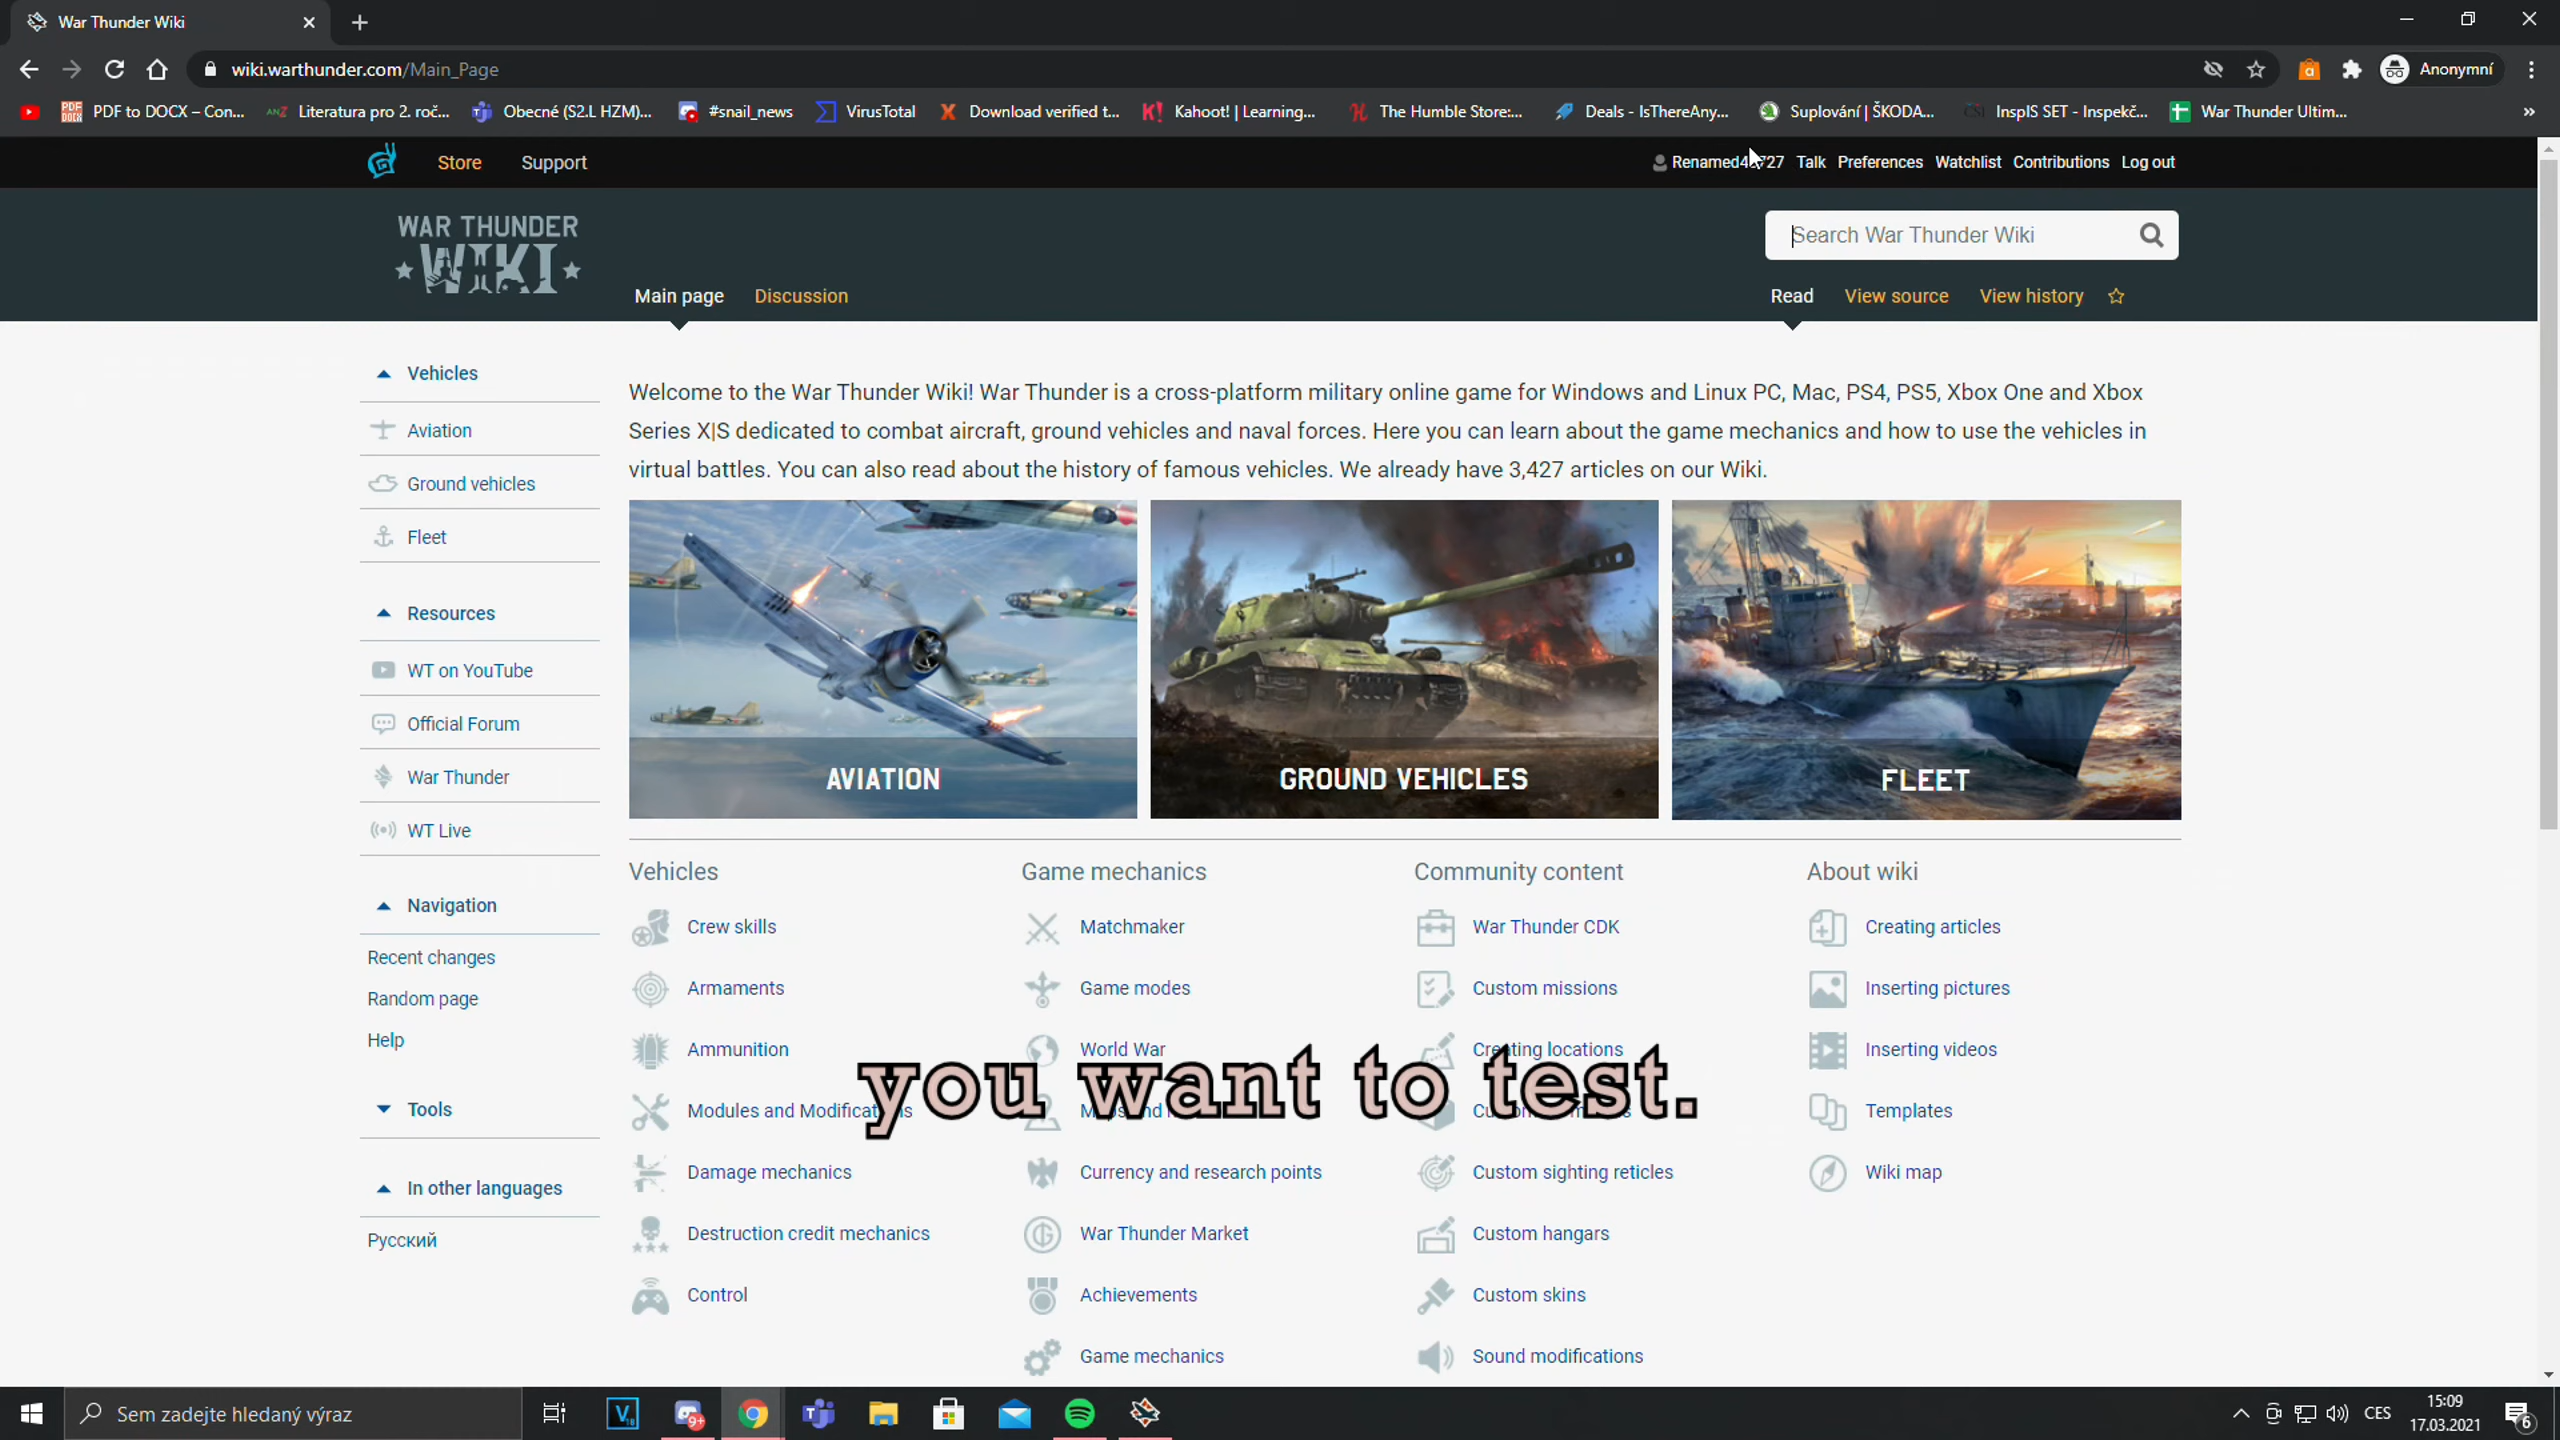 War Thunder Wiki
wiki.warthunder.com/Main_Page
Anonymní
PDF to DOCX – Con...
Literatura pro 2. roč...
Obecné (S2.L HZM)...
#snail_news
VirusTotal
Download verified t...
Kahoot! | Learning...
The Humble Store:...
Deals - IsThereAny...
Suplování | ŠKODA...
InspIS SET - Inspekč...
War Thunder Ultim...
»
Store Support
Talk Preferences Watchlist Contributions Log out
WAR THUNDER
WIKI
Search War Thunder Wiki
Main page Discussion
Read View source View history
Vehicles
Aviation
Ground vehicles
Fleet
Resources
WT on YouTube
Official Forum
War Thunder
WT Live
Navigation
Recent changes
Random page
Help
Tools
In other languages
Русский
Welcome to the War Thunder Wiki! War Thunder is a cross-platform military online game for Windows and Linux PC, Mac, PS4, PS5, Xbox One and Xbox
Series X|S dedicated to combat aircraft, ground vehicles and naval forces. Here you can learn about the game mechanics and how to use the vehicles in
virtual battles. You can also read about the history of famous vehicles. We already have 3,427 articles on our Wiki.
AVIATION
GROUND VEHICLES
FLEET
Vehicles
Crew skills
Armaments
Ammunition
Modules and
Damage mechanics
Destruction credit mechanics
Control
Game mechanics
Matchmaker
Game modes
World War
Currency and research points
War Thunder Market
Achievements
Game mechanics
Community content
War Thunder CDK
Custom missions
Creating locations
Custom sighting reticles
Custom hangars
Custom skins
Sound modifications
About wiki
Creating articles
Inserting pictures
Inserting videos
Templates
Wiki map
you want to test.
Sem zadejte hledaný výraz
9+
CES
15:09
17.03.2021
6